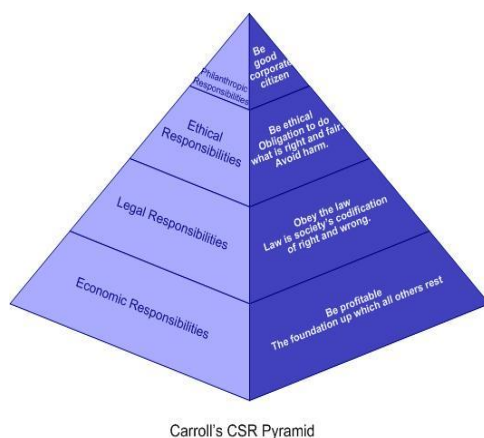 Philanthropic
Responsibilities
Be
good
corporate
citizen
Ethical
Responsibilities
Be ethical
Obligation to do
what is right and fair.
Avoid harm.
Legal Responsibilities
Obey the law
Law is society's codification
of right and wrong.
Economic Responsibilities
Be profitable
The foundation up which all others rest
Carroll's CSR Pyramid